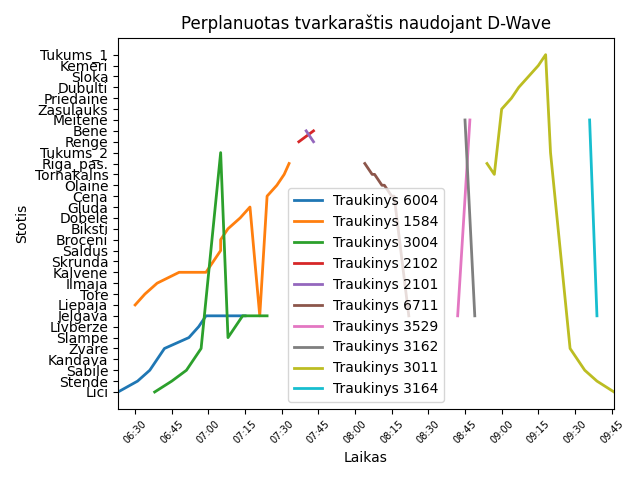 Perplanuotas tvarkaraštis naudojant D-Wave
Stotis
Tukums_1
Ķemeri
Sloka
Dubulti
Priedaine
Zasulauks
Meitene
Bene
Renge
Tukums_2
Riga_pas.
Tornakalns
Olaine
Cena
Gluda
Dobele
Biksti
Broceni
Saldus
Skrunda
Kalvene
Ilmaja
Tore
Liepaja
Jelgava
Livberze
Slampe
Zvare
Kandava
Sabile
Stende
Lici
Traukinys 6004
Traukinys 1584
Traukinys 3004
Traukinys 2102
Traukinys 2101
Traukinys 6711
Traukinys 3529
Traukinys 3162
Traukinys 3011
Traukinys 3164
06:30 06:45 07:00 07:15 07:30 07:45 08:00 08:15 08:30 08:45 09:00 09:15 09:30 09:45
Laikas